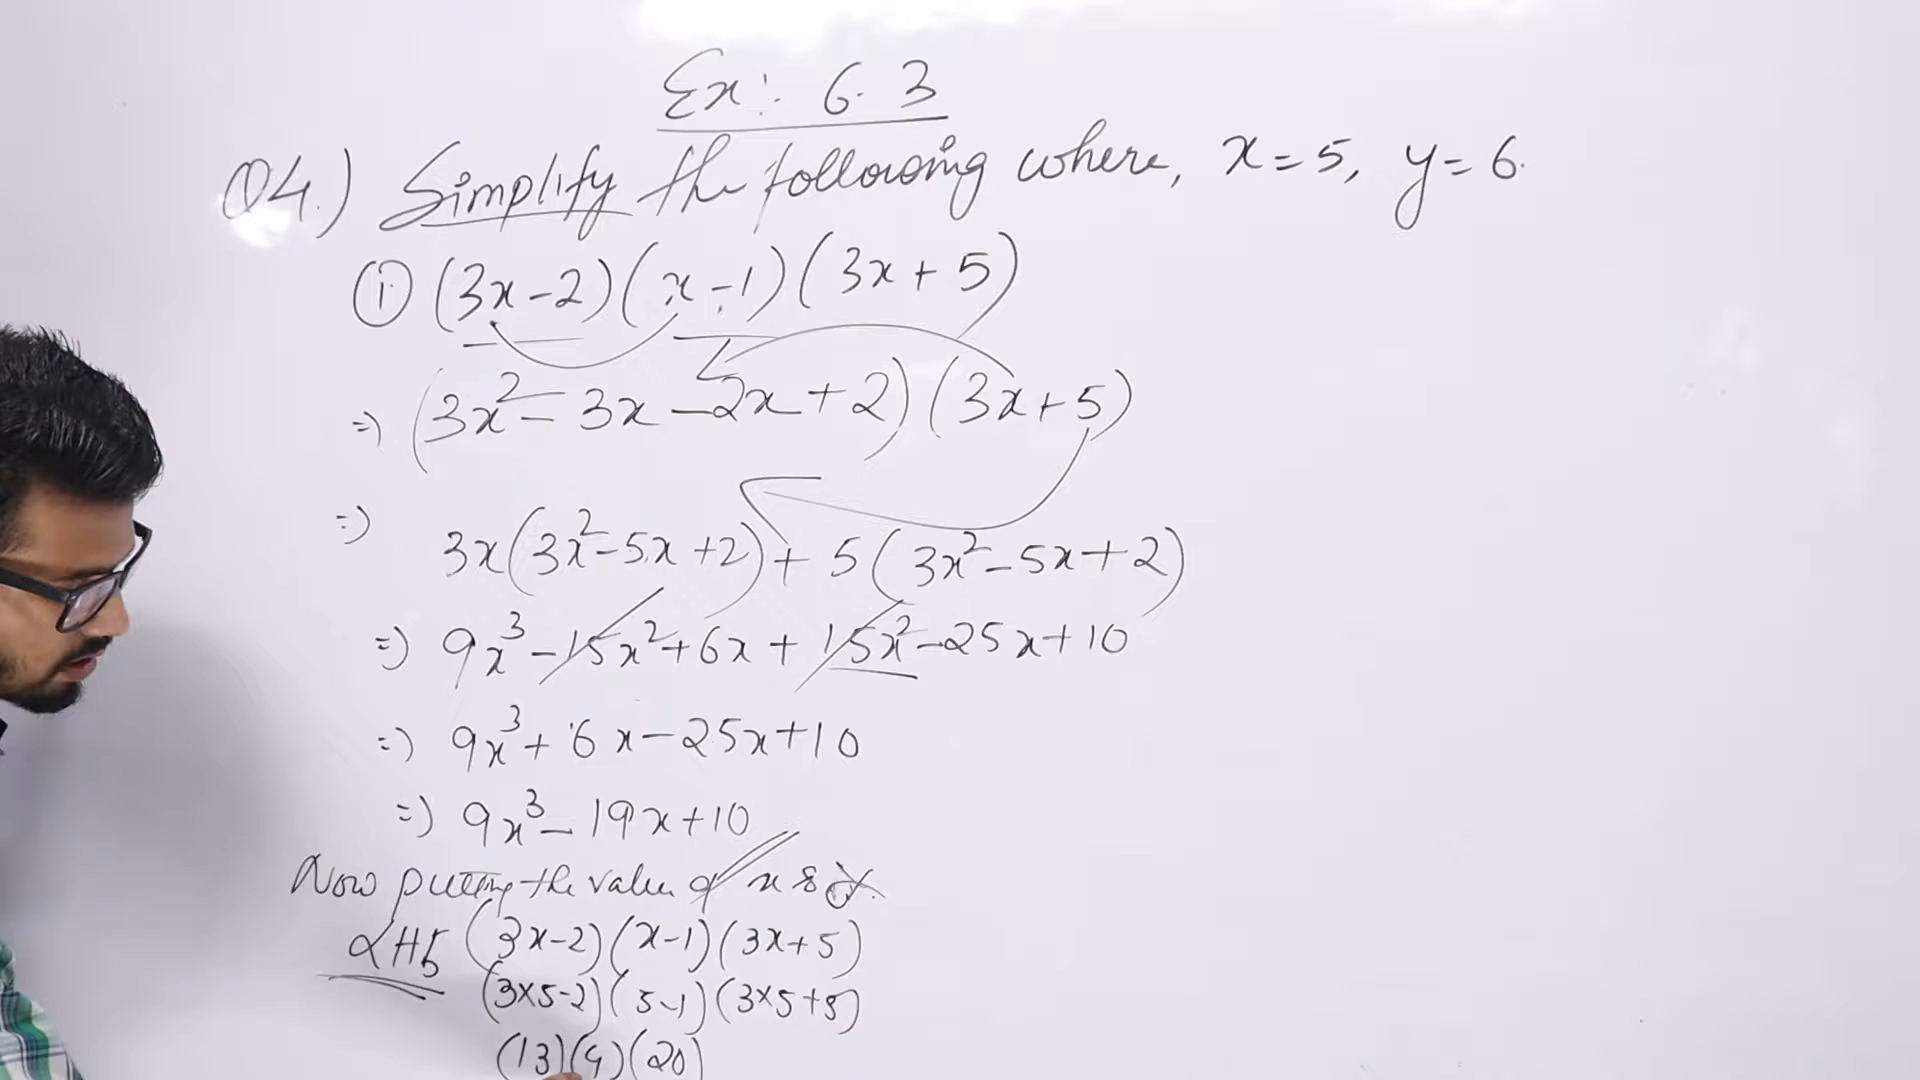 Ex: 6.3
Q4.) Simplify the following where, x=5, y=6.
(i) (3x-2)(x-1)(3x+5)
=) (3x²-3x-2x+2)(3x+5)
=) 3x(3x²-5x+2)+5(3x²-5x+2)
=) 9x³-15x²+6x+15x²-25x+10
=) 9x³+6x-25x+10
=) 9x³-19x+10
Now putting the value of x & y.
LHS (3x-2)(x-1)(3x+5)
(3×5-2)(5-1)(3×5+5)
(13)(4)(20)